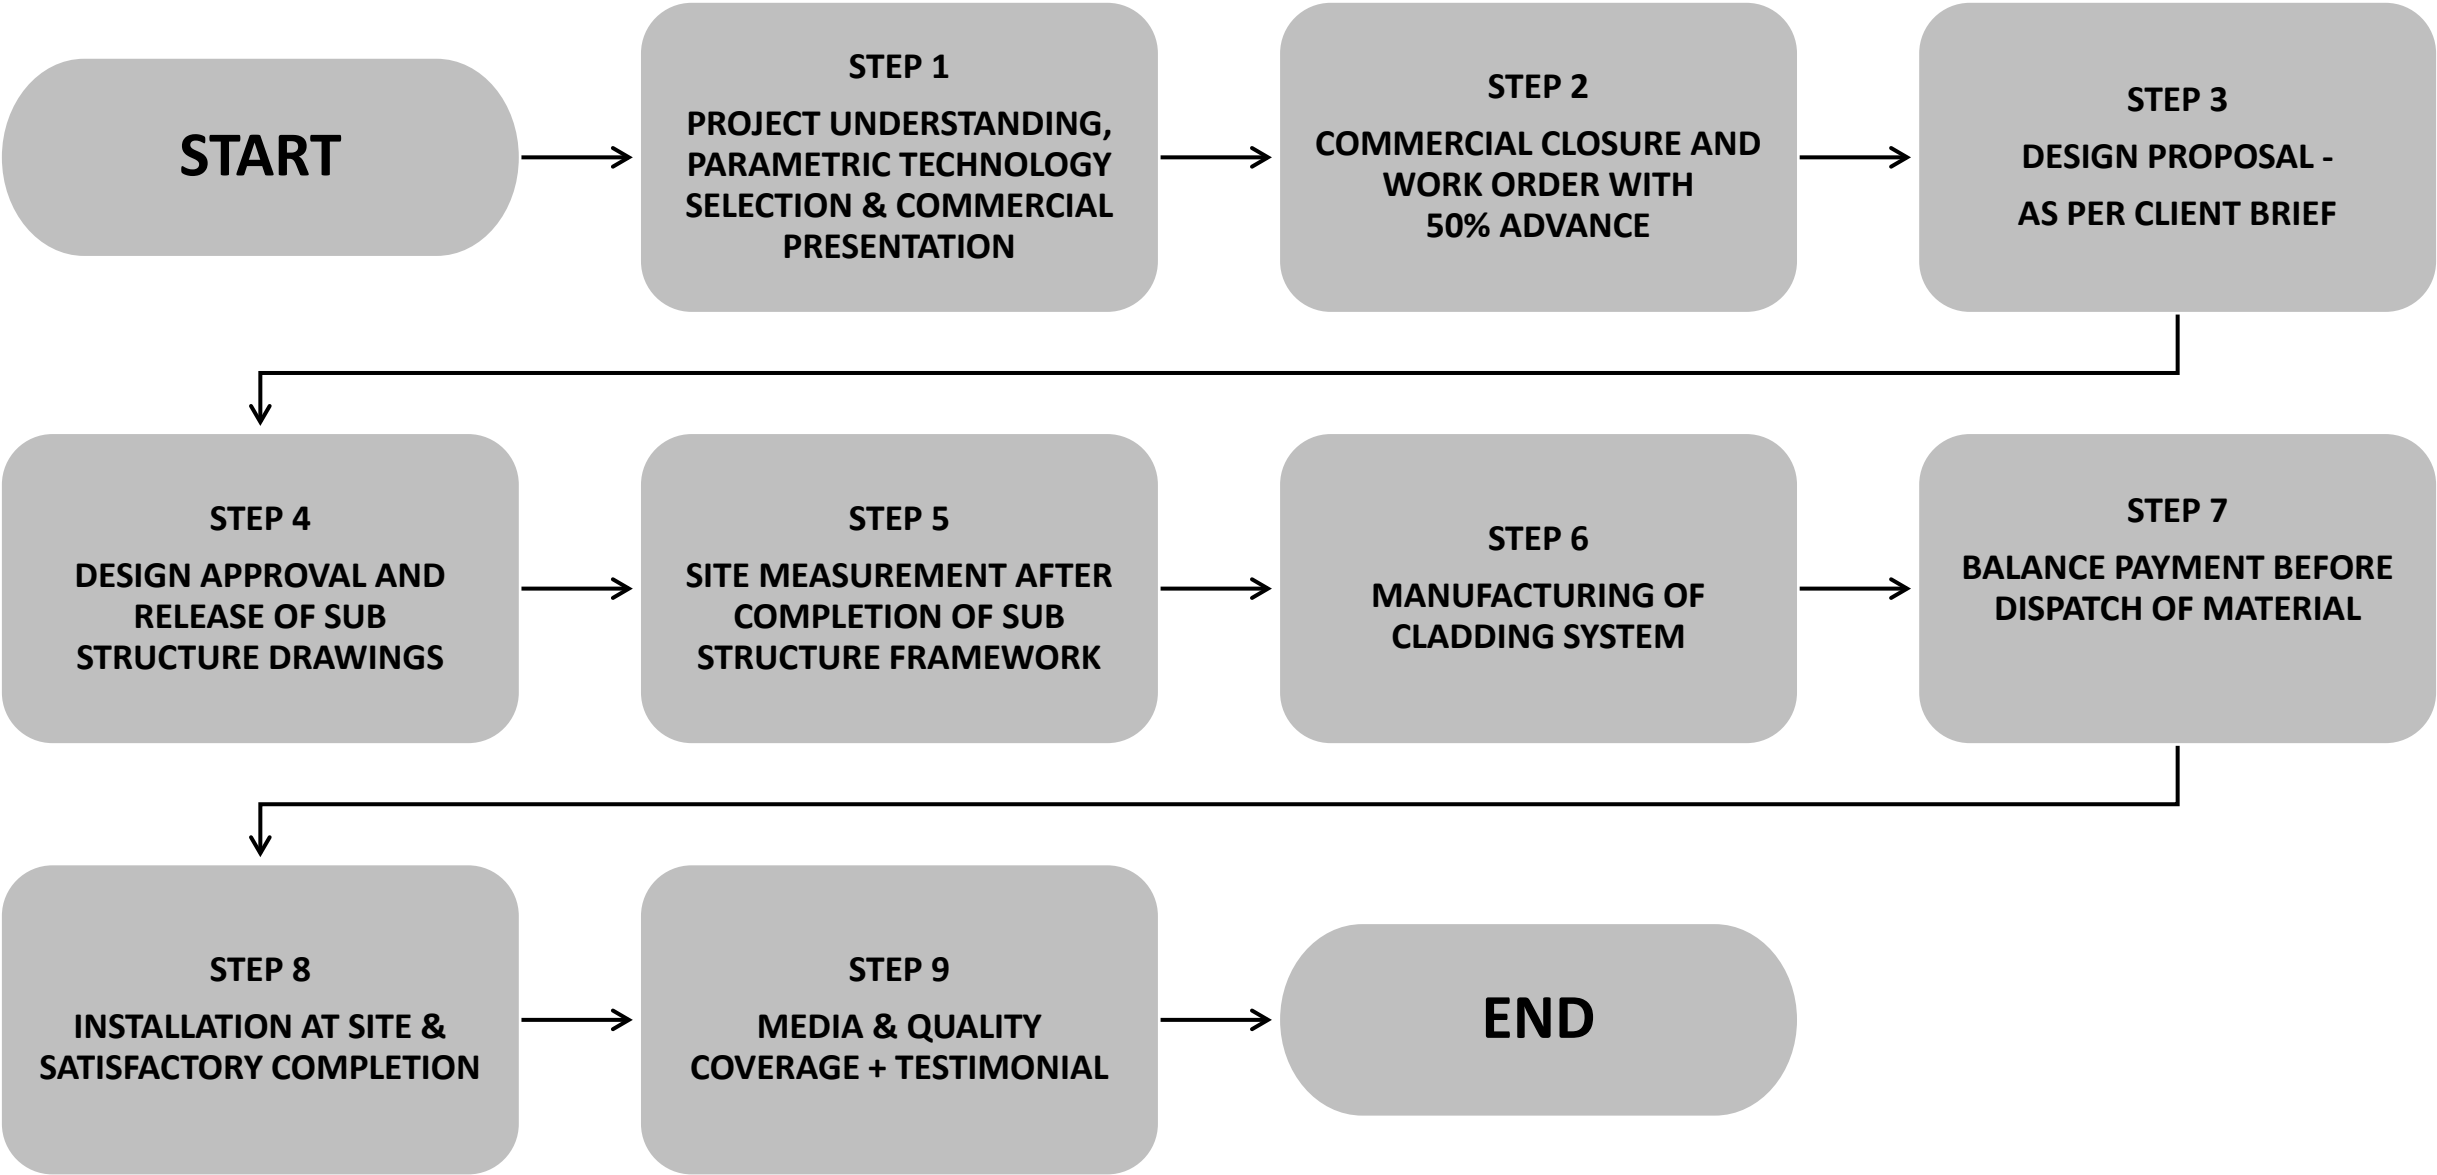 START
STEP 1
PROJECT UNDERSTANDING,
PARAMETRIC TECHNOLOGY
SELECTION & COMMERCIAL
PRESENTATION
STEP 2
COMMERCIAL CLOSURE AND
WORK ORDER WITH
50% ADVANCE
STEP 3
DESIGN PROPOSAL -
AS PER CLIENT BRIEF
STEP 4
DESIGN APPROVAL AND
RELEASE OF SUB
STRUCTURE DRAWINGS
STEP 5
SITE MEASUREMENT AFTER
COMPLETION OF SUB
STRUCTURE FRAMEWORK
STEP 6
MANUFACTURING OF
CLADDING SYSTEM
STEP 7
BALANCE PAYMENT BEFORE
DISPATCH OF MATERIAL
STEP 8
INSTALLATION AT SITE &
SATISFACTORY COMPLETION
STEP 9
MEDIA & QUALITY
COVERAGE + TESTIMONIAL
END